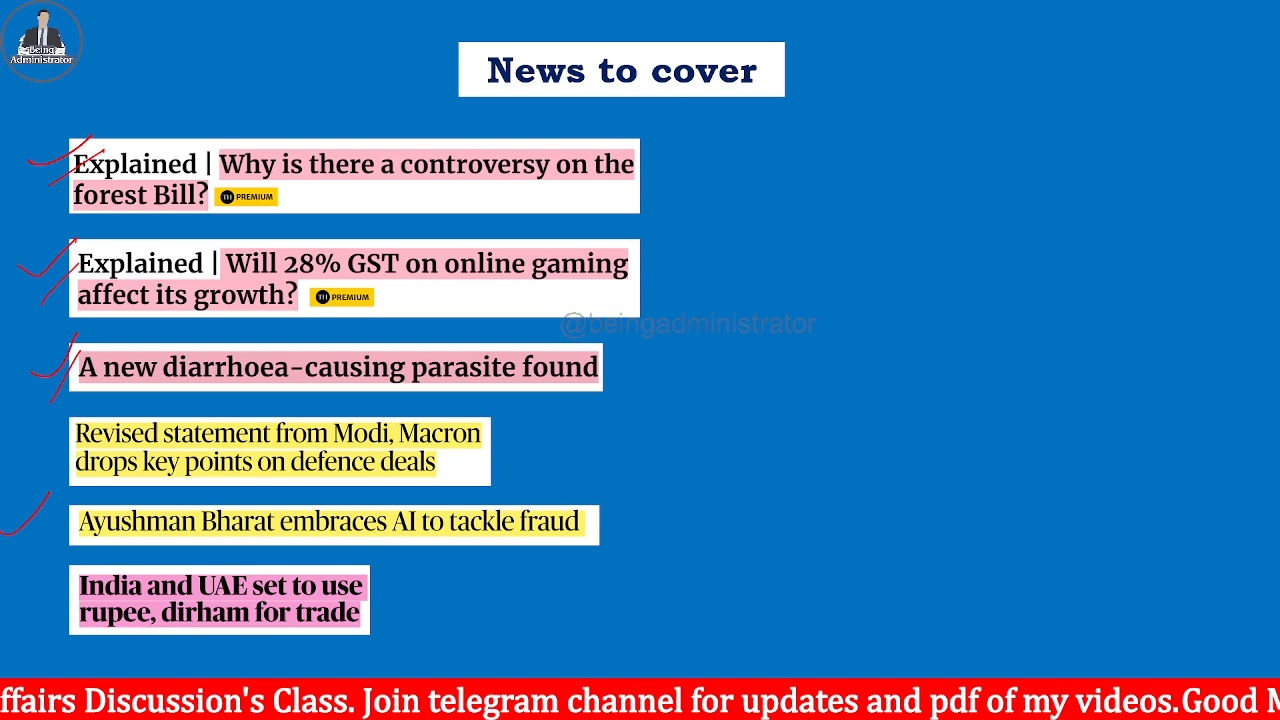 Being
Administrator
News to cover
Explained | Why is there a controversy on the
forest Bill? TH PREMIUM
Explained | Will 28% GST on online gaming
affect its growth? TH PREMIUM
@beingadministrator
A new diarrhoea-causing parasite found
Revised statement from Modi, Macron
drops key points on defence deals
Ayushman Bharat embraces AI to tackle fraud
India and UAE set to use
rupee, dirham for trade
ffairs Discussion's Class. Join telegram channel for updates and pdf of my videos.Good M